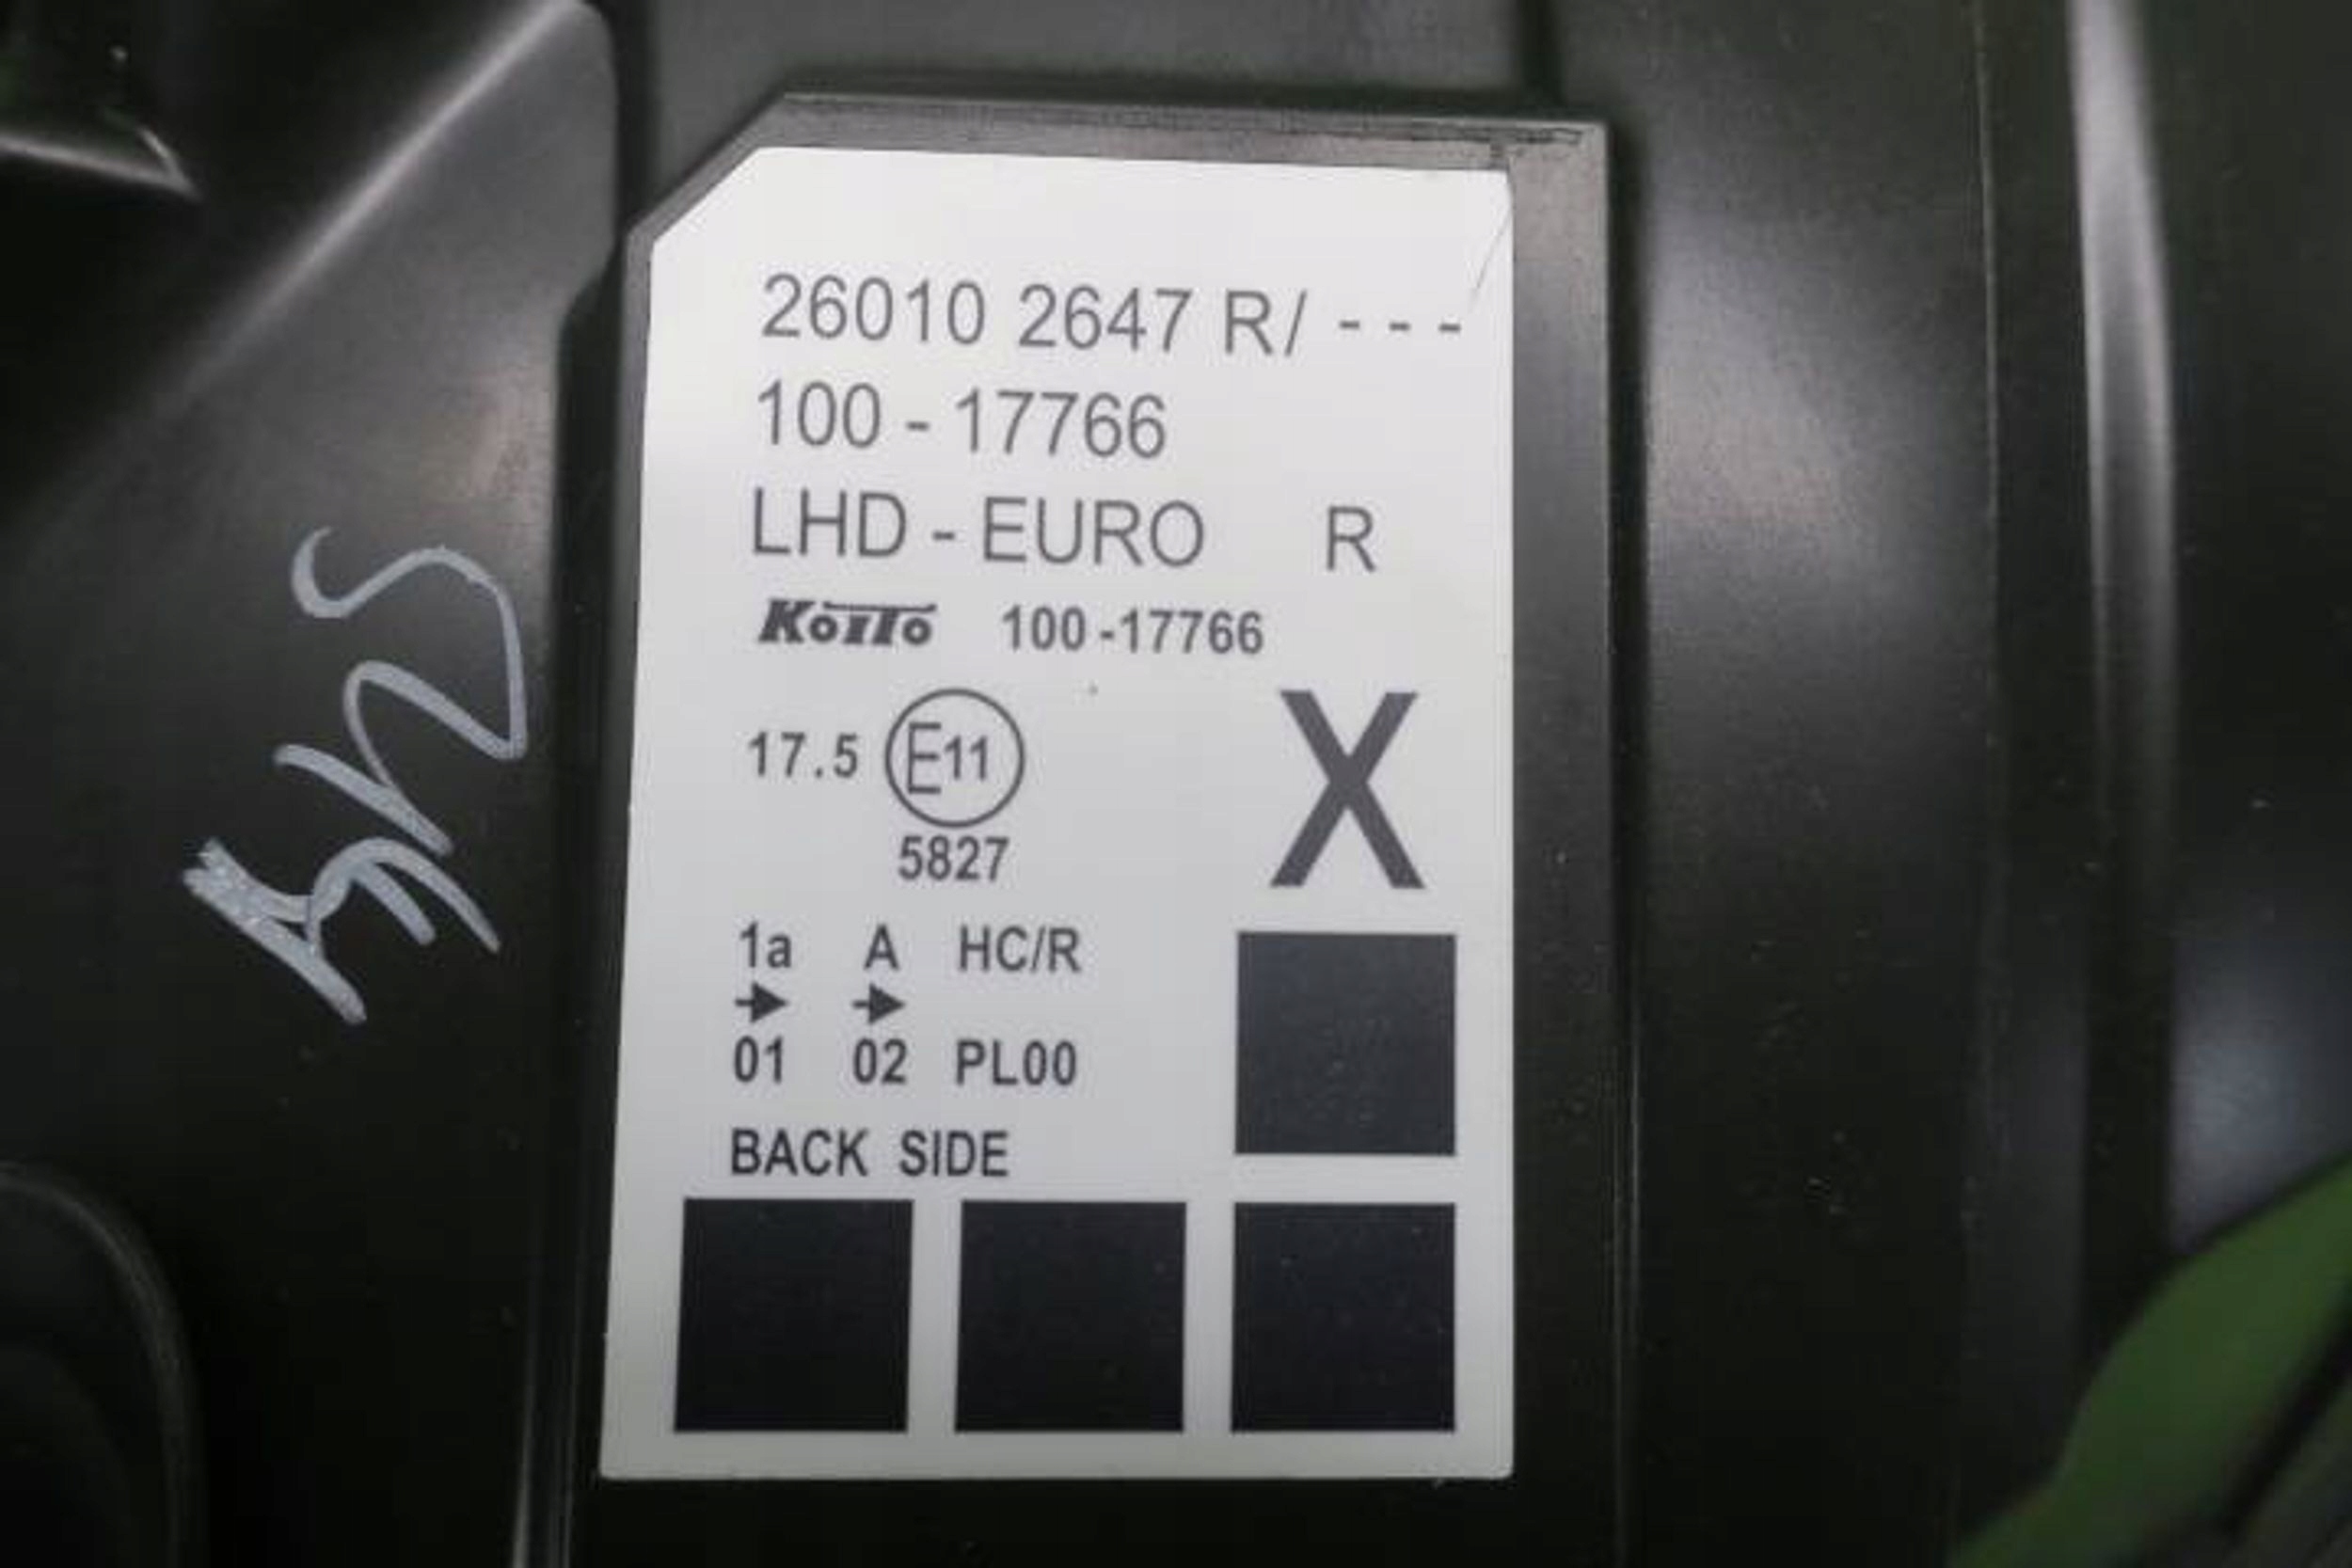 26010 2647 R/ - - -
100 - 17766
LHD - EURO R
KOITO 100-17766
17.5 E11
5827
X
1a A HC/R
→ →
01 02 PL00
BACK SIDE